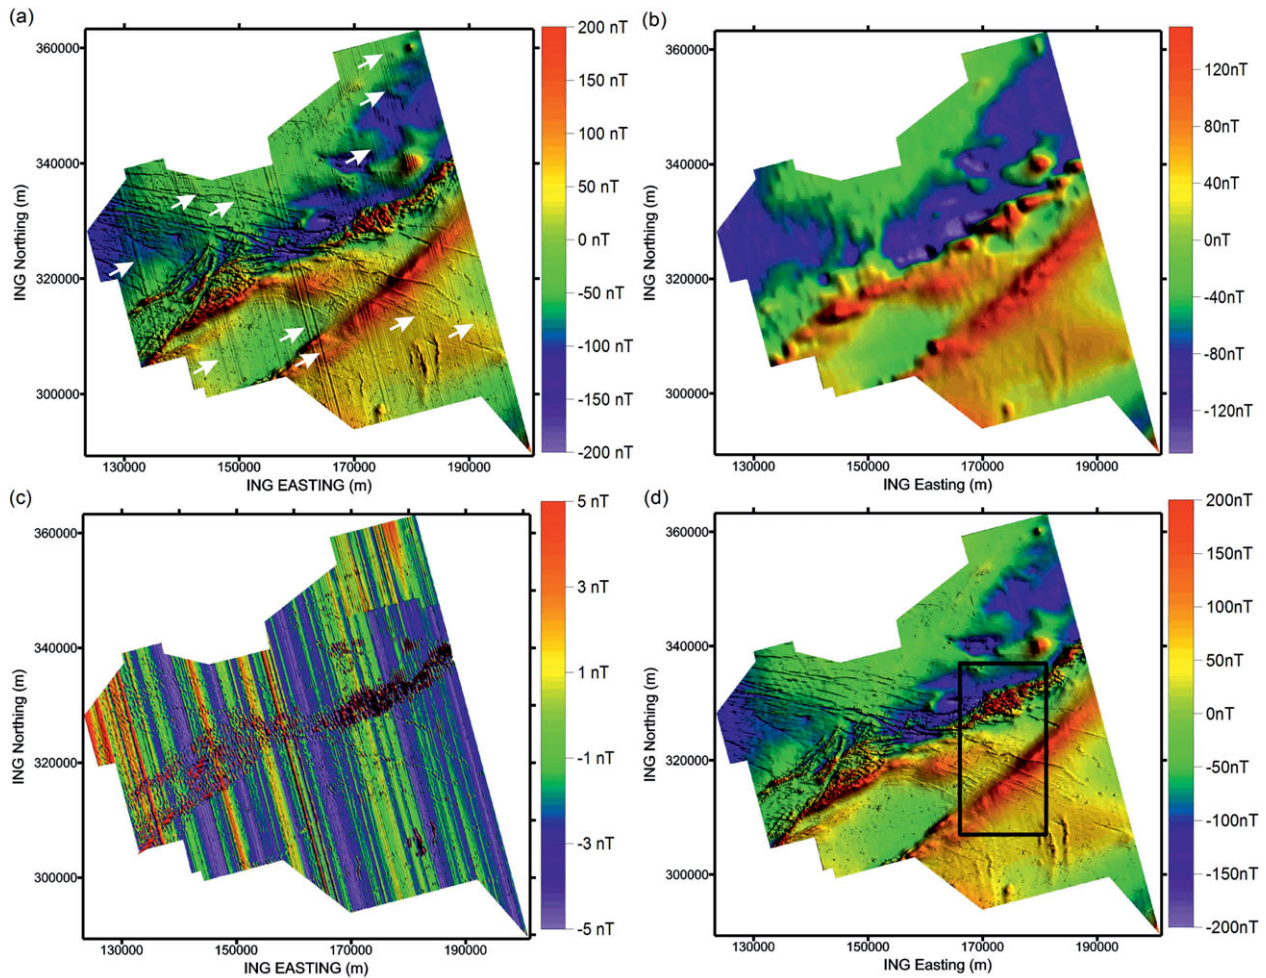 (a)
360000
340000
320000
300000
ING Northing (m)
130000 150000 170000 190000
ING EASTING (m)
200 nT
150 nT
100 nT
50 nT
0 nT
-50 nT
-100 nT
-150 nT
-200 nT
(b)
360000
340000
320000
300000
ING Northing (m)
130000 150000 170000 190000
ING Easting (m)
120nT
80nT
40nT
0nT
-40nT
-80nT
-120nT
(c)
360000
340000
320000
300000
ING Northing (m)
130000 150000 170000 190000
ING EASTING (m)
5 nT
3 nT
1 nT
-1 nT
-3 nT
-5 nT
(d)
360000
340000
320000
300000
ING Northing (m)
130000 150000 170000 190000
ING Easting (m)
200nT
150nT
100nT
50nT
0nT
-50nT
-100nT
-150nT
-200nT